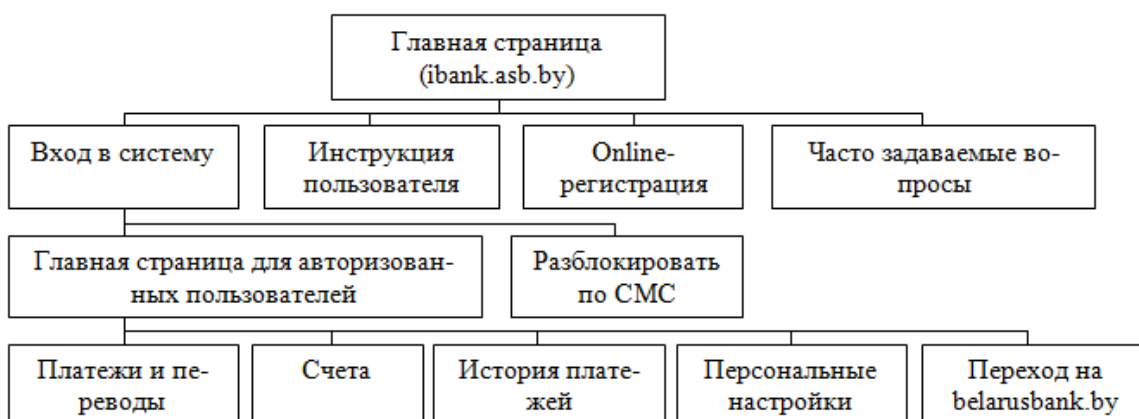 Главная страница
(ibank.asb.by)
Вход в систему
Инструкция
пользователя
Online-
регистрация
Часто задаваемые во-
просы
Главная страница для авторизован-
ных пользователей
Разблокировать
по СМС
Платежи и пе-
реводы
Счета
История плате-
жей
Персональные
настройки
Переход на
belarusbank.by